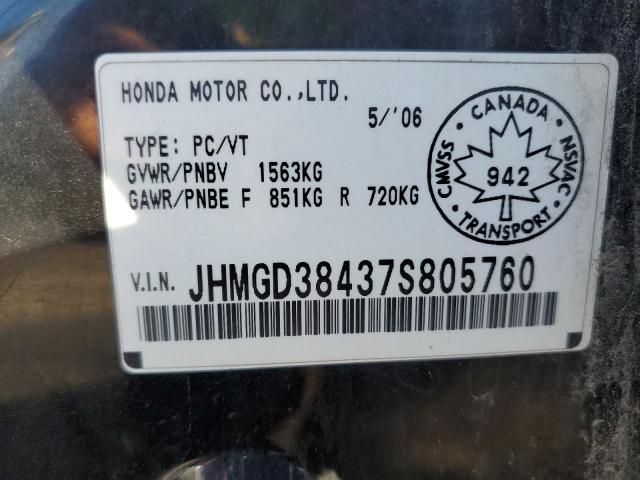 HONDA MOTOR CO.,LTD.
5/'06
TYPE: PC/VT
GVWR/PNBV 1563KG
GAWR/PNBE F 851KG R 720KG
CANADA
CMVSS
942
NSVAC
TRANSPORT
V.I.N. JHMGD38437S805760